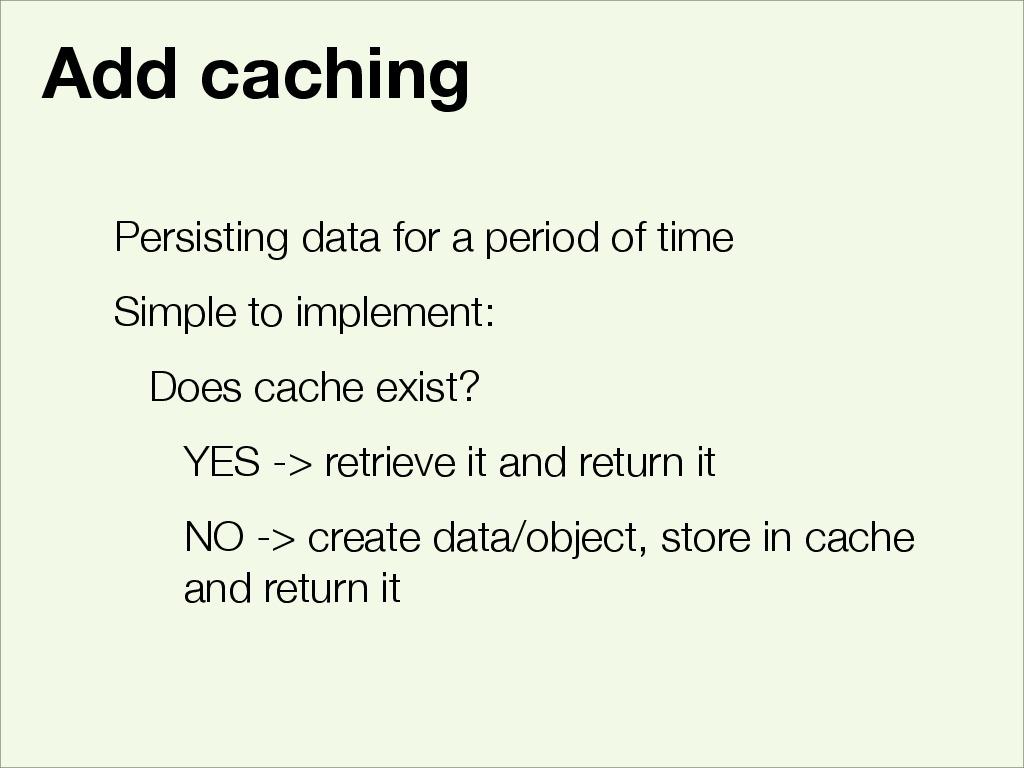 Add caching
Persisting data for a period of time
Simple to implement:
Does cache exist?
YES -> retrieve it and return it
NO -> create data/object, store in cache
and return it